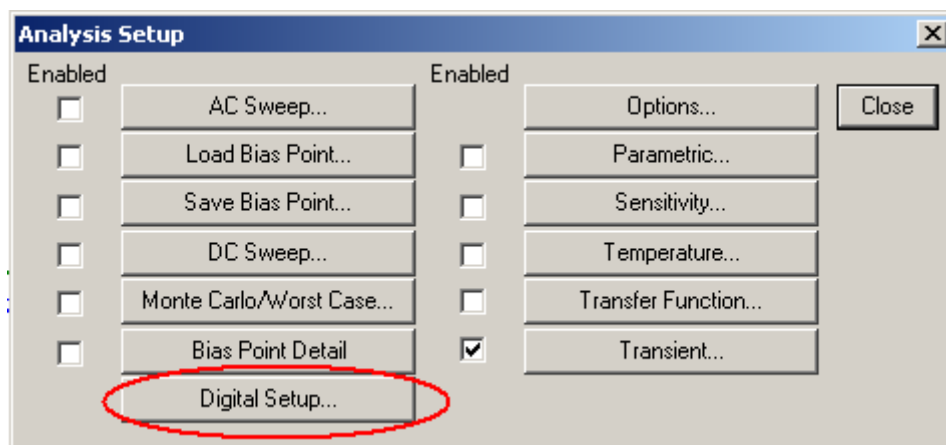 Analysis Setup
Enabled Enabled
AC Sweep... Options... Close
Load Bias Point... Parametric...
Save Bias Point... Sensitivity...
DC Sweep... Temperature...
Monte Carlo/Worst Case... Transfer Function...
Bias Point Detail Transient...
Digital Setup...